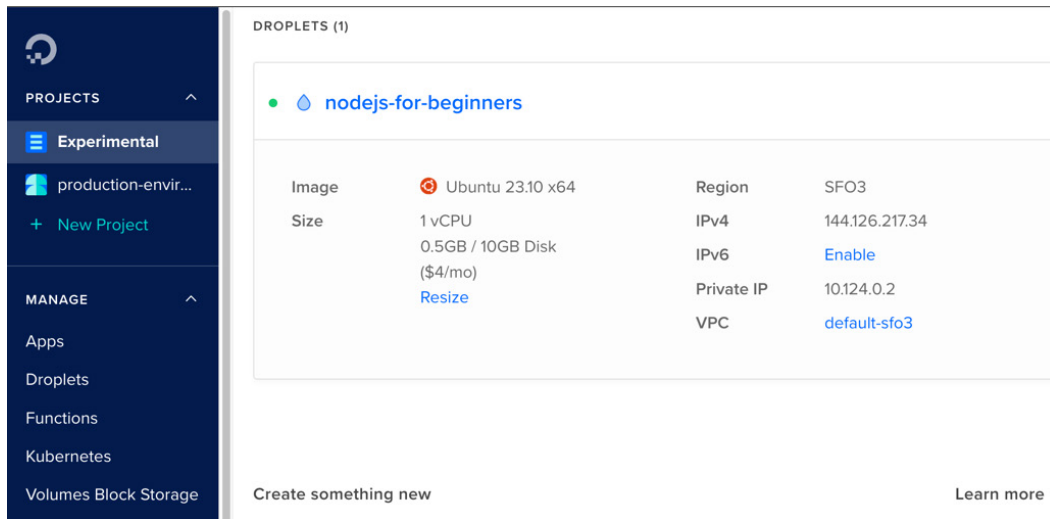 PROJECTS
Experimental
production-envir...
+ New Project
MANAGE
Apps
Droplets
Functions
Kubernetes
Volumes Block Storage
DROPLETS (1)
nodejs-for-beginners
Image Ubuntu 23.10 x64
Size 1 vCPU
0.5GB / 10GB Disk
($4/mo)
Resize
Region SFO3
IPv4 144.126.217.34
IPv6 Enable
Private IP 10.124.0.2
VPC default-sfo3
Create something new
Learn more